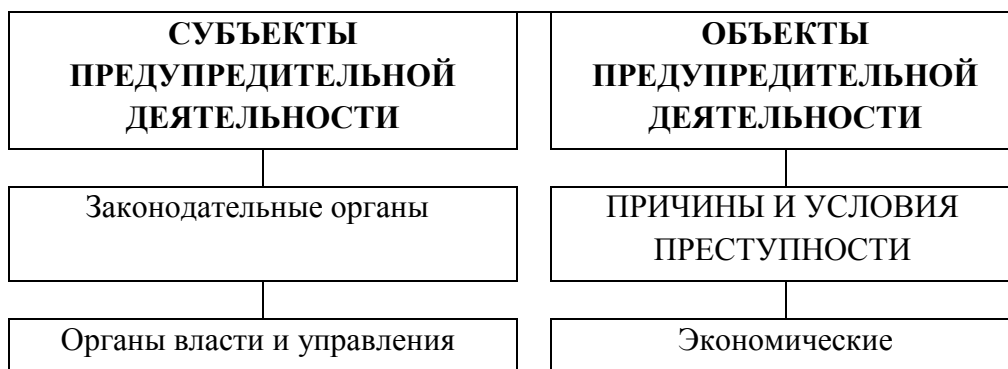 СУБЪЕКТЫ
ПРЕДУПРЕДИТЕЛЬНОЙ
ДЕЯТЕЛЬНОСТИ
Законодательные органы
Органы власти и управления
ОБЪЕКТЫ
ПРЕДУПРЕДИТЕЛЬНОЙ
ДЕЯТЕЛЬНОСТИ
ПРИЧИНЫ И УСЛОВИЯ
ПРЕСТУПНОСТИ
Экономические